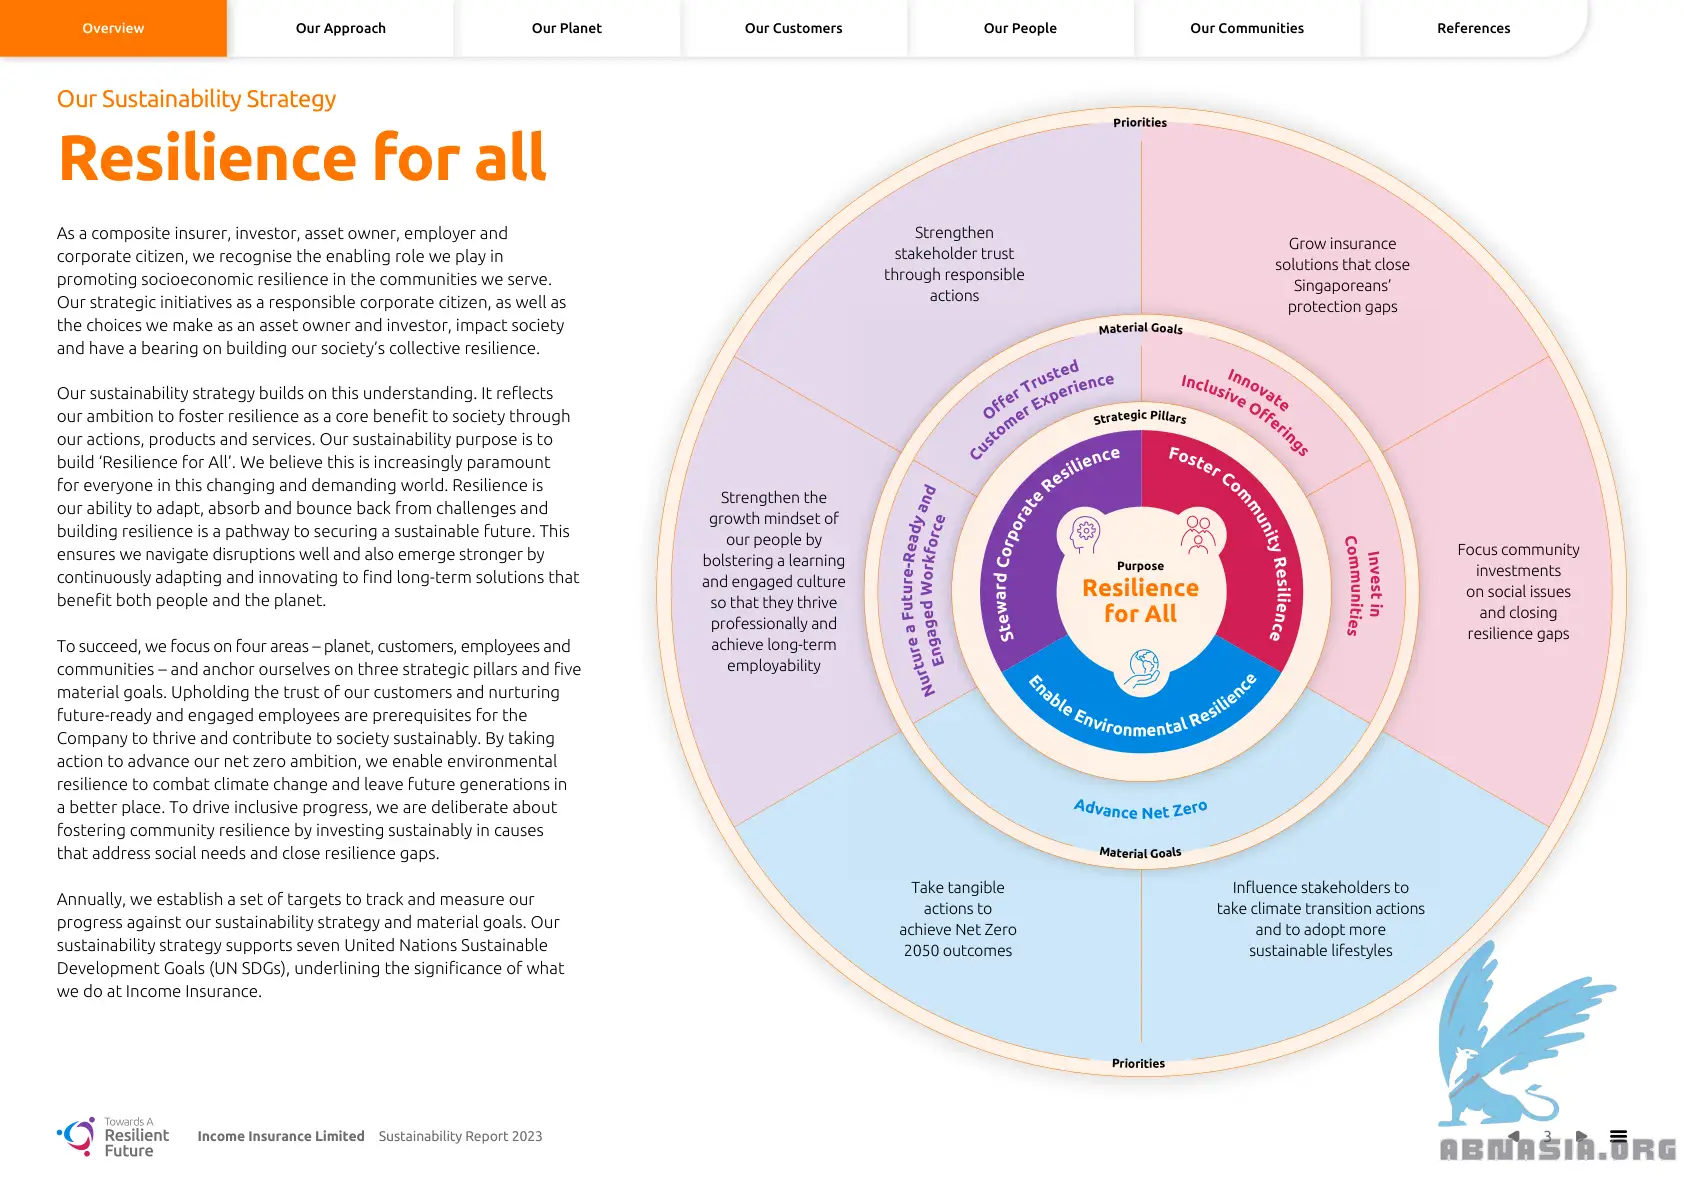 Overview
Our Approach
Our Planet
Our Customers
Our People
Our Communities
References
Our Sustainability Strategy
Resilience for all
As a composite insurer, investor, asset owner, employer and
corporate citizen, we recognise the enabling role we play in
promoting socioeconomic resilience in the communities we serve.
Our strategic initiatives as a responsible corporate citizen, as well as
the choices we make as an asset owner and investor, impact society
and have a bearing on building our society’s collective resilience.
Our sustainability strategy builds on this understanding. It reflects
our ambition to foster resilience as a core benefit to society through
our actions, products and services. Our sustainability purpose is to
build ‘Resilience for All’. We believe this is increasingly paramount
for everyone in this changing and demanding world. Resilience is
our ability to adapt, absorb and bounce back from challenges and
building resilience is a pathway to securing a sustainable future. This
ensures we navigate disruptions well and also emerge stronger by
continuously adapting and innovating to find long-term solutions that
benefit both people and the planet.
To succeed, we focus on four areas – planet, customers, employees and
communities – and anchor ourselves on three strategic pillars and five
material goals. Upholding the trust of our customers and nurturing
future-ready and engaged employees are prerequisites for the
Company to thrive and contribute to society sustainably. By taking
action to advance our net zero ambition, we enable environmental
resilience to combat climate change and leave future generations in
a better place. To drive inclusive progress, we are deliberate about
fostering community resilience by investing sustainably in causes
that address social needs and close resilience gaps.
Annually, we establish a set of targets to track and measure our
progress against our sustainability strategy and material goals. Our
sustainability strategy supports seven United Nations Sustainable
Development Goals (UN SDGs), underlining the significance of what
we do at Income Insurance.
Priorities
Strengthen
stakeholder trust
through responsible
actions
Grow insurance
solutions that close
Singaporeans’
protection gaps
Material Goals
Offer Trusted
Customer Experience
Innovate
Inclusive Offerings
Strategic Pillars
Steward Corporate Resilience
Foster Community Resilience
Strengthen the
growth mindset of
our people by
bolstering a learning
and engaged culture
so that they thrive
professionally and
achieve long-term
employability
Nurture a Future-Ready and
Engaged Workforce
Purpose
Resilience
for All
Invest in
Communities
Focus community
investments
on social issues
and closing
resilience gaps
Enable Environmental Resilience
Advance Net Zero
Material Goals
Take tangible
actions to
achieve Net Zero
2050 outcomes
Influence stakeholders to
take climate transition actions
and to adopt more
sustainable lifestyles
Priorities
Towards A
Resilient
Future
Income Insurance Limited Sustainability Report 2023
3
ABNASIA.ORG